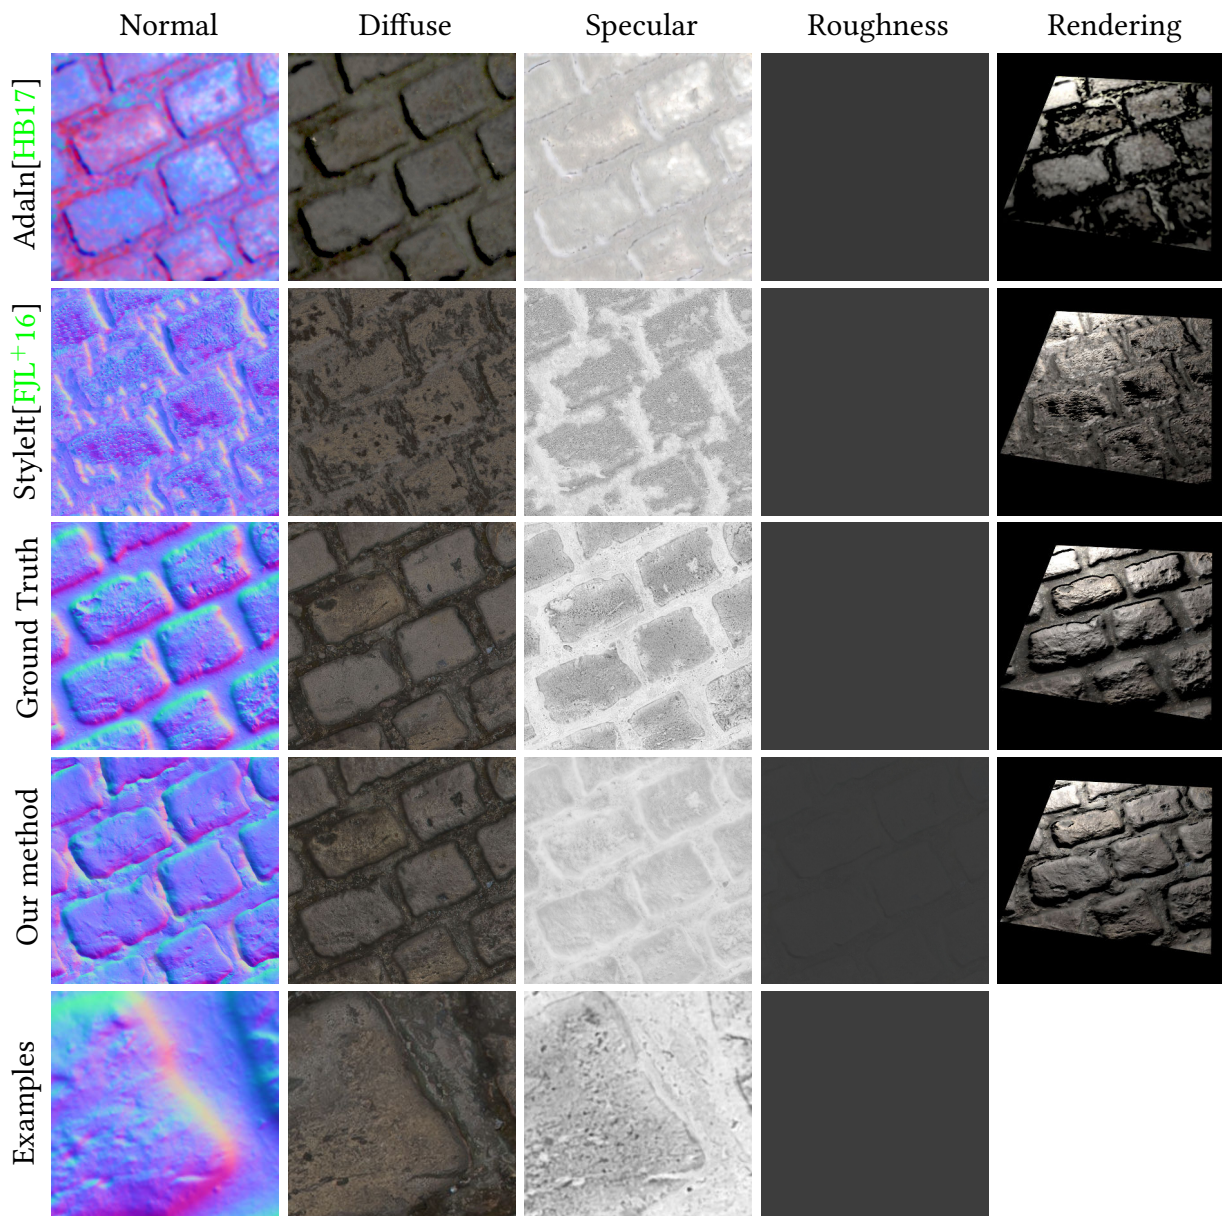 Normal
Diffuse
Specular
Roughness
Rendering
AdaIn[HB17]
StyleIt[FJL+16]
Ground Truth
Our method
Examples